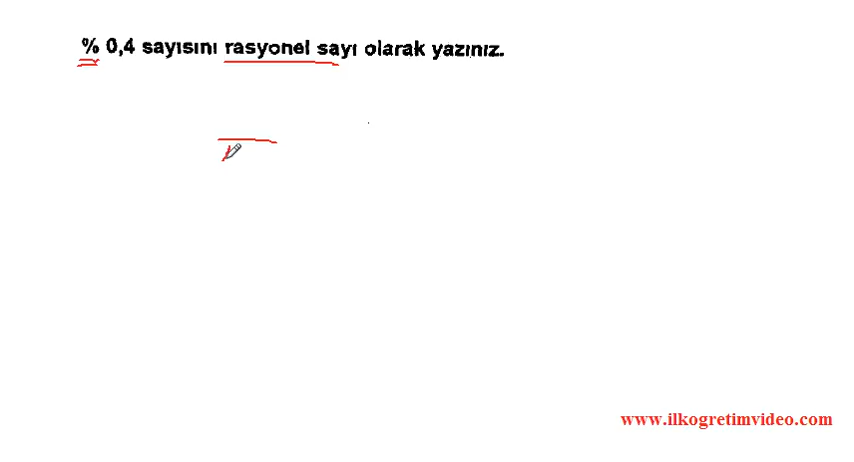 % 0,4 sayısını rasyonel sayı olarak yazınız.
www.ilkogretimvideo.com